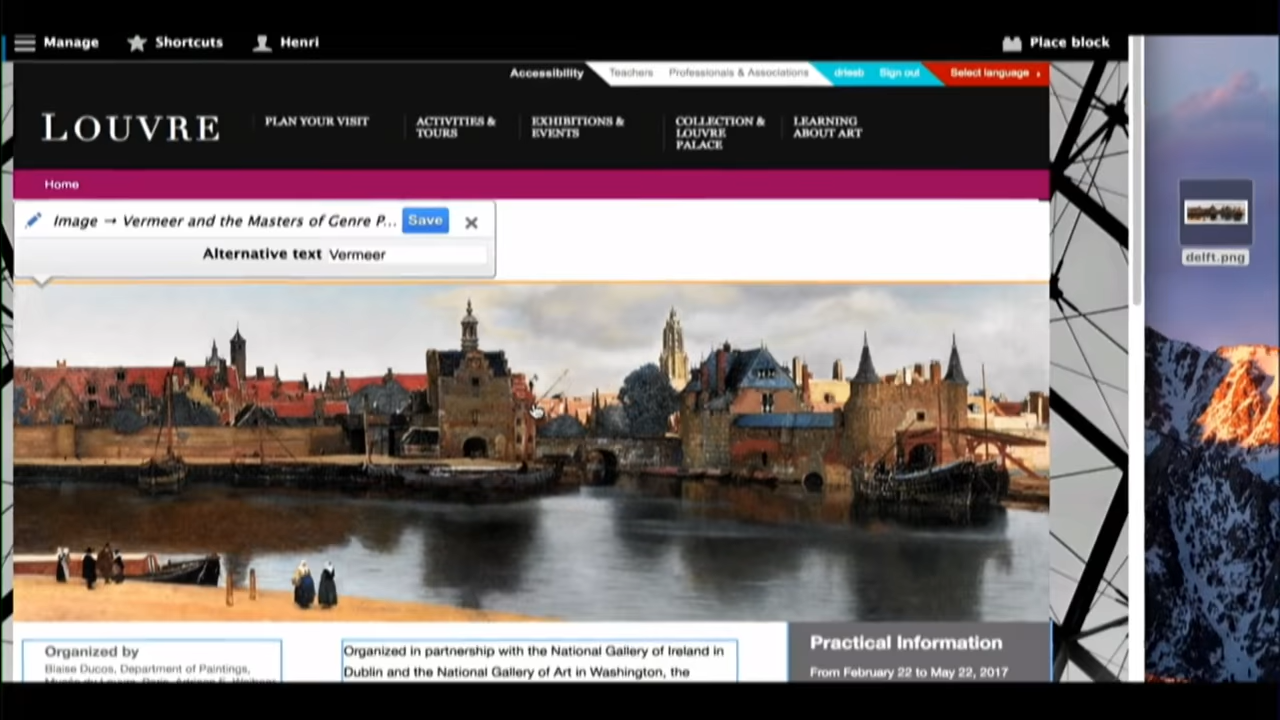 Manage Shortcuts Henri Place block
Accessibility Teachers Professionals & Associations driesb Sign out Select language
LOUVRE
PLAN YOUR VISIT
ACTIVITIES &
TOURS
EXHIBITIONS &
EVENTS
COLLECTION &
LOUVRE
PALACE
LEARNING
ABOUT ART
Home
Image → Vermeer and the Masters of Genre P... Save
Alternative text Vermeer
delft.png
Organized by
Blaise Ducos, Department of Paintings,
Organized in partnership with the National Gallery of Ireland in
Dublin and the National Gallery of Art in Washington, the
Practical Information
From February 22 to May 22, 2017